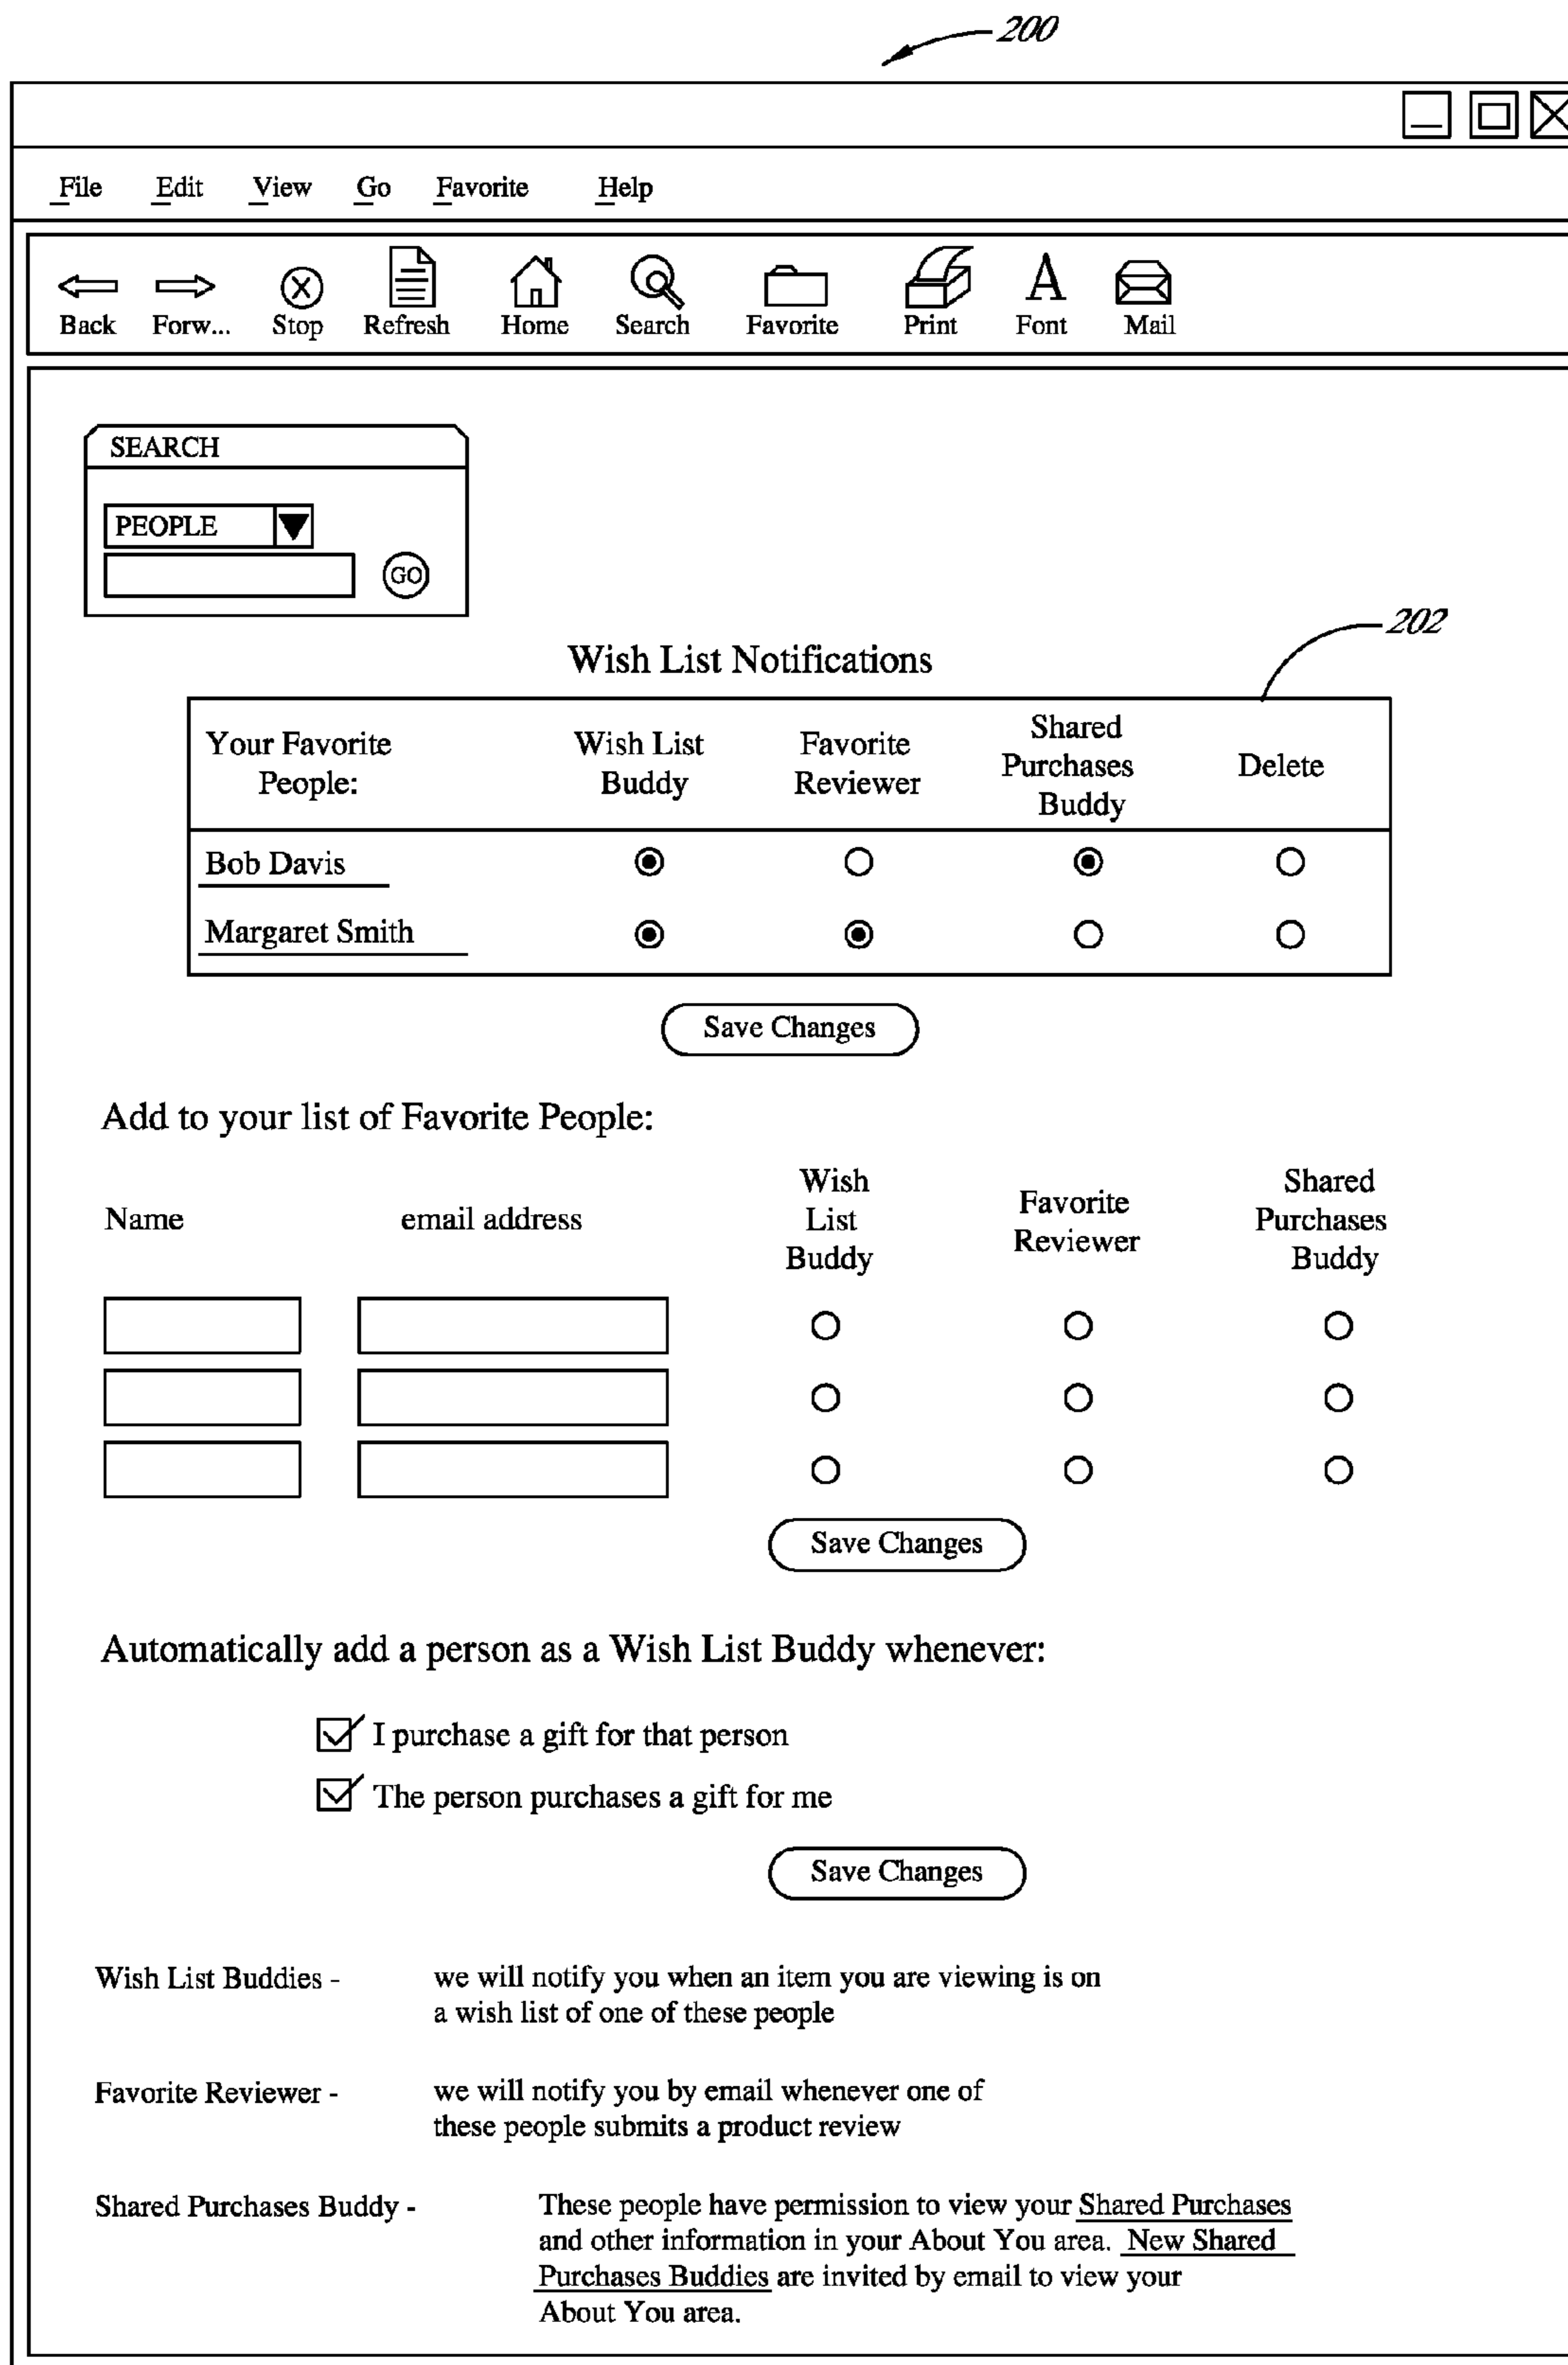 200
File Edit View Go Favorite Help
Back Forw... Stop Refresh Home Search Favorite Print Font Mail
SEARCH
PEOPLE
GO
202
Wish List Notifications
Your Favorite People: Wish List Buddy Favorite Reviewer Shared Purchases Buddy Delete
Bob Davis
Margaret Smith
Save Changes
Add to your list of Favorite People:
Name email address Wish List Buddy Favorite Reviewer Shared Purchases Buddy
Save Changes
Automatically add a person as a Wish List Buddy whenever:
I purchase a gift for that person
The person purchases a gift for me
Save Changes
Wish List Buddies - we will notify you when an item you are viewing is on
a wish list of one of these people
Favorite Reviewer - we will notify you by email whenever one of
these people submits a product review
Shared Purchases Buddy - These people have permission to view your Shared Purchases
and other information in your About You area. New Shared
Purchases Buddies are invited by email to view your
About You area.